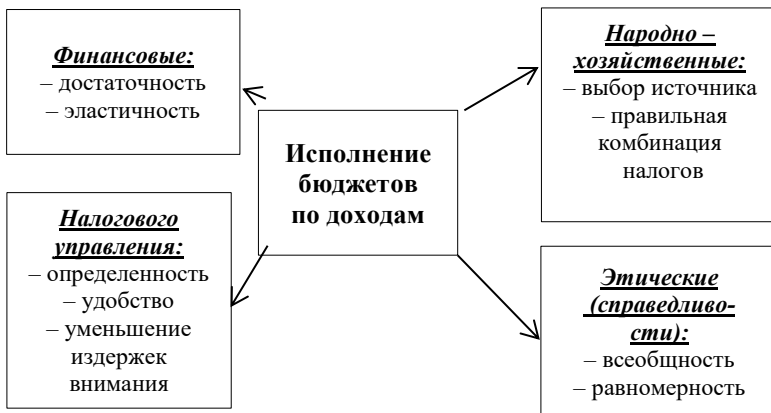 Финансовые:
– достаточность
– эластичность
Народно –
хозяйственные:
– выбор источника
– правильная
комбинация
налогов
Исполнение
бюджетов
по доходам
Налогового
управления:
– определенность
– удобство
– уменьшение
издержек
внимания
Этические
(справедливо-
сти):
– всеобщность
– равномерность